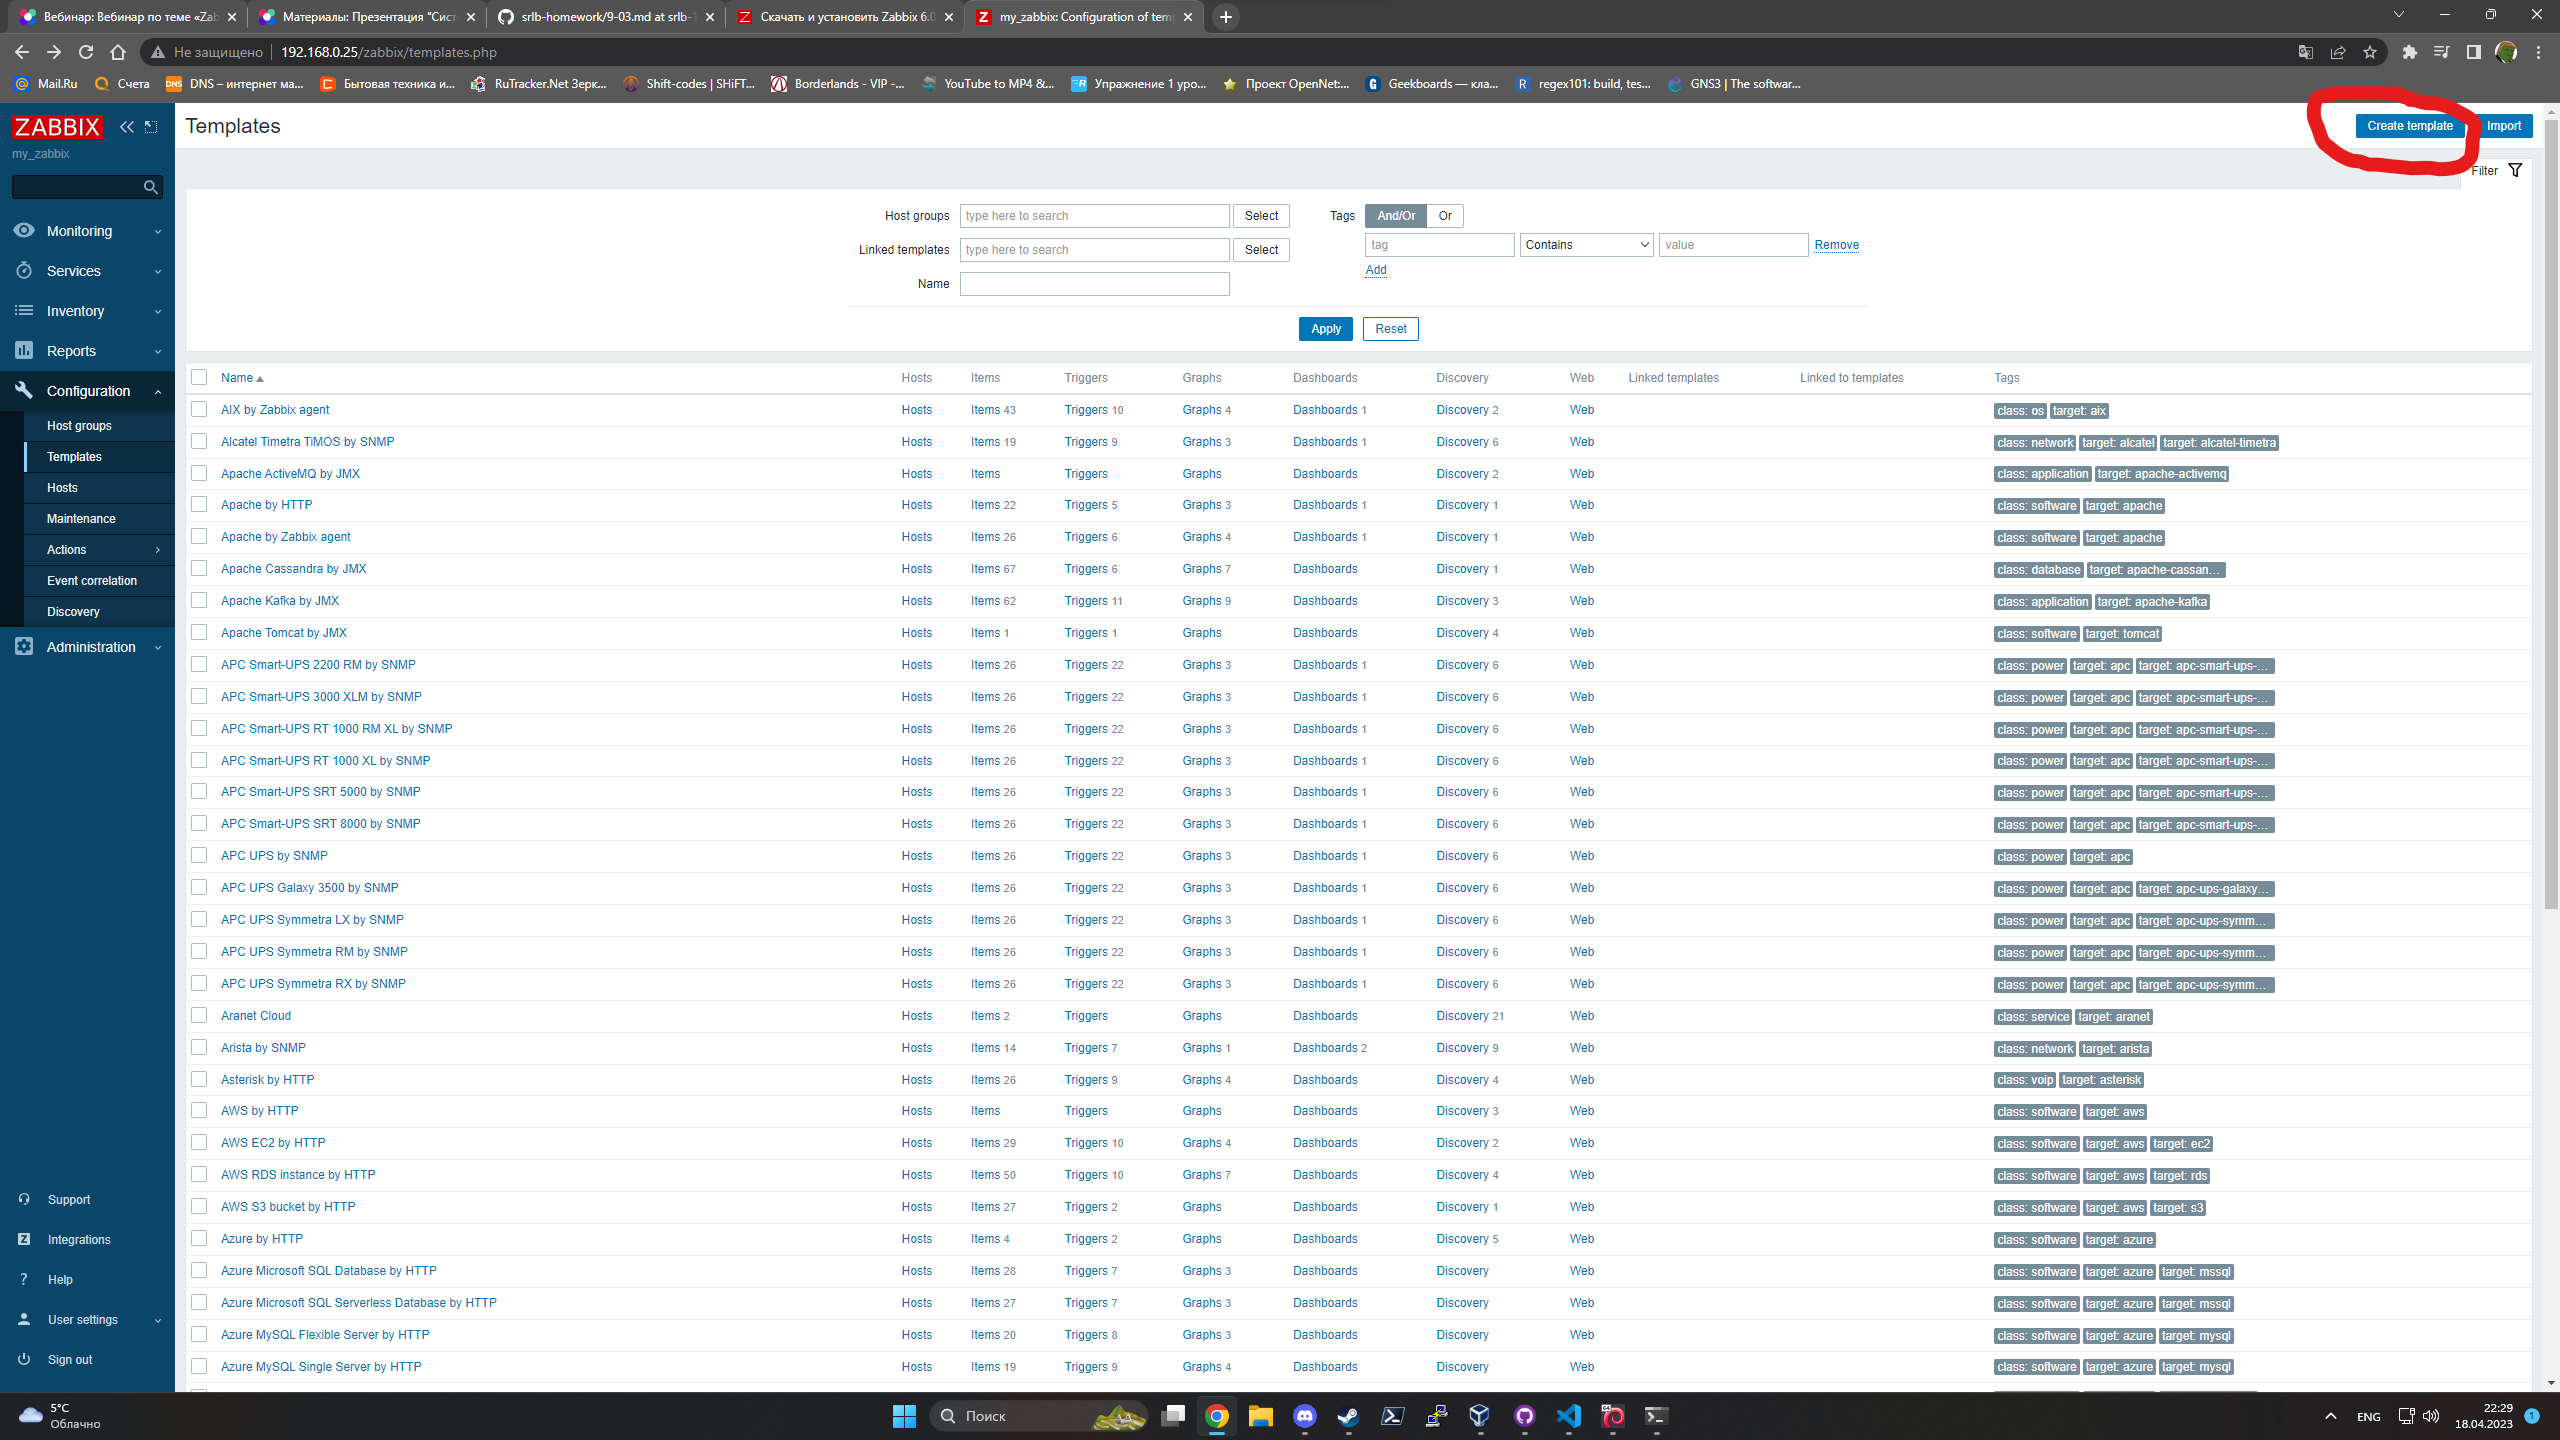 Вебинар: Вебинар по теме «Zab
Материалы: Презентация "Сист
srlb-homework/9-03.md at srlb-
Скачать и установить Zabbix 6.0
my_zabbix: Configuration of tem
Не защищено 192.168.0.25/zabbix/templates.php
Mail.Ru Счета DNS – интернет ма... Бытовая техника и... RuTracker.Net Зерк... Shift-codes | SHiFT... Borderlands - VIP -... YouTube to MP4 &... Упражнение 1 уро... Проект OpenNet:... Geekboards — кла... regex101: build, tes... GNS3 | The softwar...
ZABBIX
my_zabbix
Monitoring
Services
Inventory
Reports
Configuration
Host groups
Templates
Hosts
Maintenance
Actions
Event correlation
Discovery
Administration
Support
Integrations
Help
User settings
Sign out
Templates Create template Import
Filter
Host groups type here to search Select Tags And/Or Or
Linked templates type here to search Select tag Contains value Remove
Add
Name
Apply Reset
Name Hosts Items Triggers Graphs Dashboards Discovery Web Linked templates Linked to templates Tags
AIX by Zabbix agent Hosts Items 43 Triggers 10 Graphs 4 Dashboards 1 Discovery 2 Web class: os target: aix
Alcatel Timetra TiMOS by SNMP Hosts Items 19 Triggers 9 Graphs 3 Dashboards 1 Discovery 6 Web class: network target: alcatel target: alcatel-timetra
Apache ActiveMQ by JMX Hosts Items Triggers Graphs Dashboards Discovery 2 Web class: application target: apache-activemq
Apache by HTTP Hosts Items 22 Triggers 5 Graphs 3 Dashboards 1 Discovery 1 Web class: software target: apache
Apache by Zabbix agent Hosts Items 26 Triggers 6 Graphs 4 Dashboards 1 Discovery 1 Web class: software target: apache
Apache Cassandra by JMX Hosts Items 67 Triggers 6 Graphs 7 Dashboards Discovery 1 Web class: database target: apache-cassan...
Apache Kafka by JMX Hosts Items 62 Triggers 11 Graphs 9 Dashboards Discovery 3 Web class: application target: apache-kafka
Apache Tomcat by JMX Hosts Items 1 Triggers 1 Graphs Dashboards Discovery 4 Web class: software target: tomcat
APC Smart-UPS 2200 RM by SNMP Hosts Items 26 Triggers 22 Graphs 3 Dashboards 1 Discovery 6 Web class: power target: apc target: apc-smart-ups-...
APC Smart-UPS 3000 XLM by SNMP Hosts Items 26 Triggers 22 Graphs 3 Dashboards 1 Discovery 6 Web class: power target: apc target: apc-smart-ups-...
APC Smart-UPS RT 1000 RM XL by SNMP Hosts Items 26 Triggers 22 Graphs 3 Dashboards 1 Discovery 6 Web class: power target: apc target: apc-smart-ups-...
APC Smart-UPS RT 1000 XL by SNMP Hosts Items 26 Triggers 22 Graphs 3 Dashboards 1 Discovery 6 Web class: power target: apc target: apc-smart-ups-...
APC Smart-UPS SRT 5000 by SNMP Hosts Items 26 Triggers 22 Graphs 3 Dashboards 1 Discovery 6 Web class: power target: apc target: apc-smart-ups-...
APC Smart-UPS SRT 8000 by SNMP Hosts Items 26 Triggers 22 Graphs 3 Dashboards 1 Discovery 6 Web class: power target: apc target: apc-smart-ups-...
APC UPS by SNMP Hosts Items 26 Triggers 22 Graphs 3 Dashboards 1 Discovery 6 Web class: power target: apc
APC UPS Galaxy 3500 by SNMP Hosts Items 26 Triggers 22 Graphs 3 Dashboards 1 Discovery 6 Web class: power target: apc target: apc-ups-galaxy...
APC UPS Symmetra LX by SNMP Hosts Items 26 Triggers 22 Graphs 3 Dashboards 1 Discovery 6 Web class: power target: apc target: apc-ups-symm...
APC UPS Symmetra RM by SNMP Hosts Items 26 Triggers 22 Graphs 3 Dashboards 1 Discovery 6 Web class: power target: apc target: apc-ups-symm...
APC UPS Symmetra RX by SNMP Hosts Items 26 Triggers 22 Graphs 3 Dashboards 1 Discovery 6 Web class: power target: apc target: apc-ups-symm...
Aranet Cloud Hosts Items 2 Triggers Graphs Dashboards Discovery 21 Web class: service target: aranet
Arista by SNMP Hosts Items 14 Triggers 7 Graphs 1 Dashboards 2 Discovery 9 Web class: network target: arista
Asterisk by HTTP Hosts Items 26 Triggers 9 Graphs 4 Dashboards Discovery 4 Web class: voip target: asterisk
AWS by HTTP Hosts Items Triggers Graphs Dashboards Discovery 3 Web class: software target: aws
AWS EC2 by HTTP Hosts Items 29 Triggers 10 Graphs 4 Dashboards Discovery 2 Web class: software target: aws target: ec2
AWS RDS instance by HTTP Hosts Items 50 Triggers 10 Graphs 7 Dashboards Discovery 4 Web class: software target: aws target: rds
AWS S3 bucket by HTTP Hosts Items 27 Triggers 2 Graphs Dashboards Discovery 1 Web class: software target: aws target: s3
Azure by HTTP Hosts Items 4 Triggers 2 Graphs Dashboards Discovery 5 Web class: software target: azure
Azure Microsoft SQL Database by HTTP Hosts Items 28 Triggers 7 Graphs 3 Dashboards Discovery Web class: software target: azure target: mssql
Azure Microsoft SQL Serverless Database by HTTP Hosts Items 27 Triggers 7 Graphs 3 Dashboards Discovery Web class: software target: azure target: mssql
Azure MySQL Flexible Server by HTTP Hosts Items 20 Triggers 8 Graphs 3 Dashboards Discovery Web class: software target: azure target: mysql
Azure MySQL Single Server by HTTP Hosts Items 19 Triggers 9 Graphs 4 Dashboards Discovery Web class: software target: azure target: mysql
5°C
Облачно
Поиск
ENG
22:29
18.04.2023
1